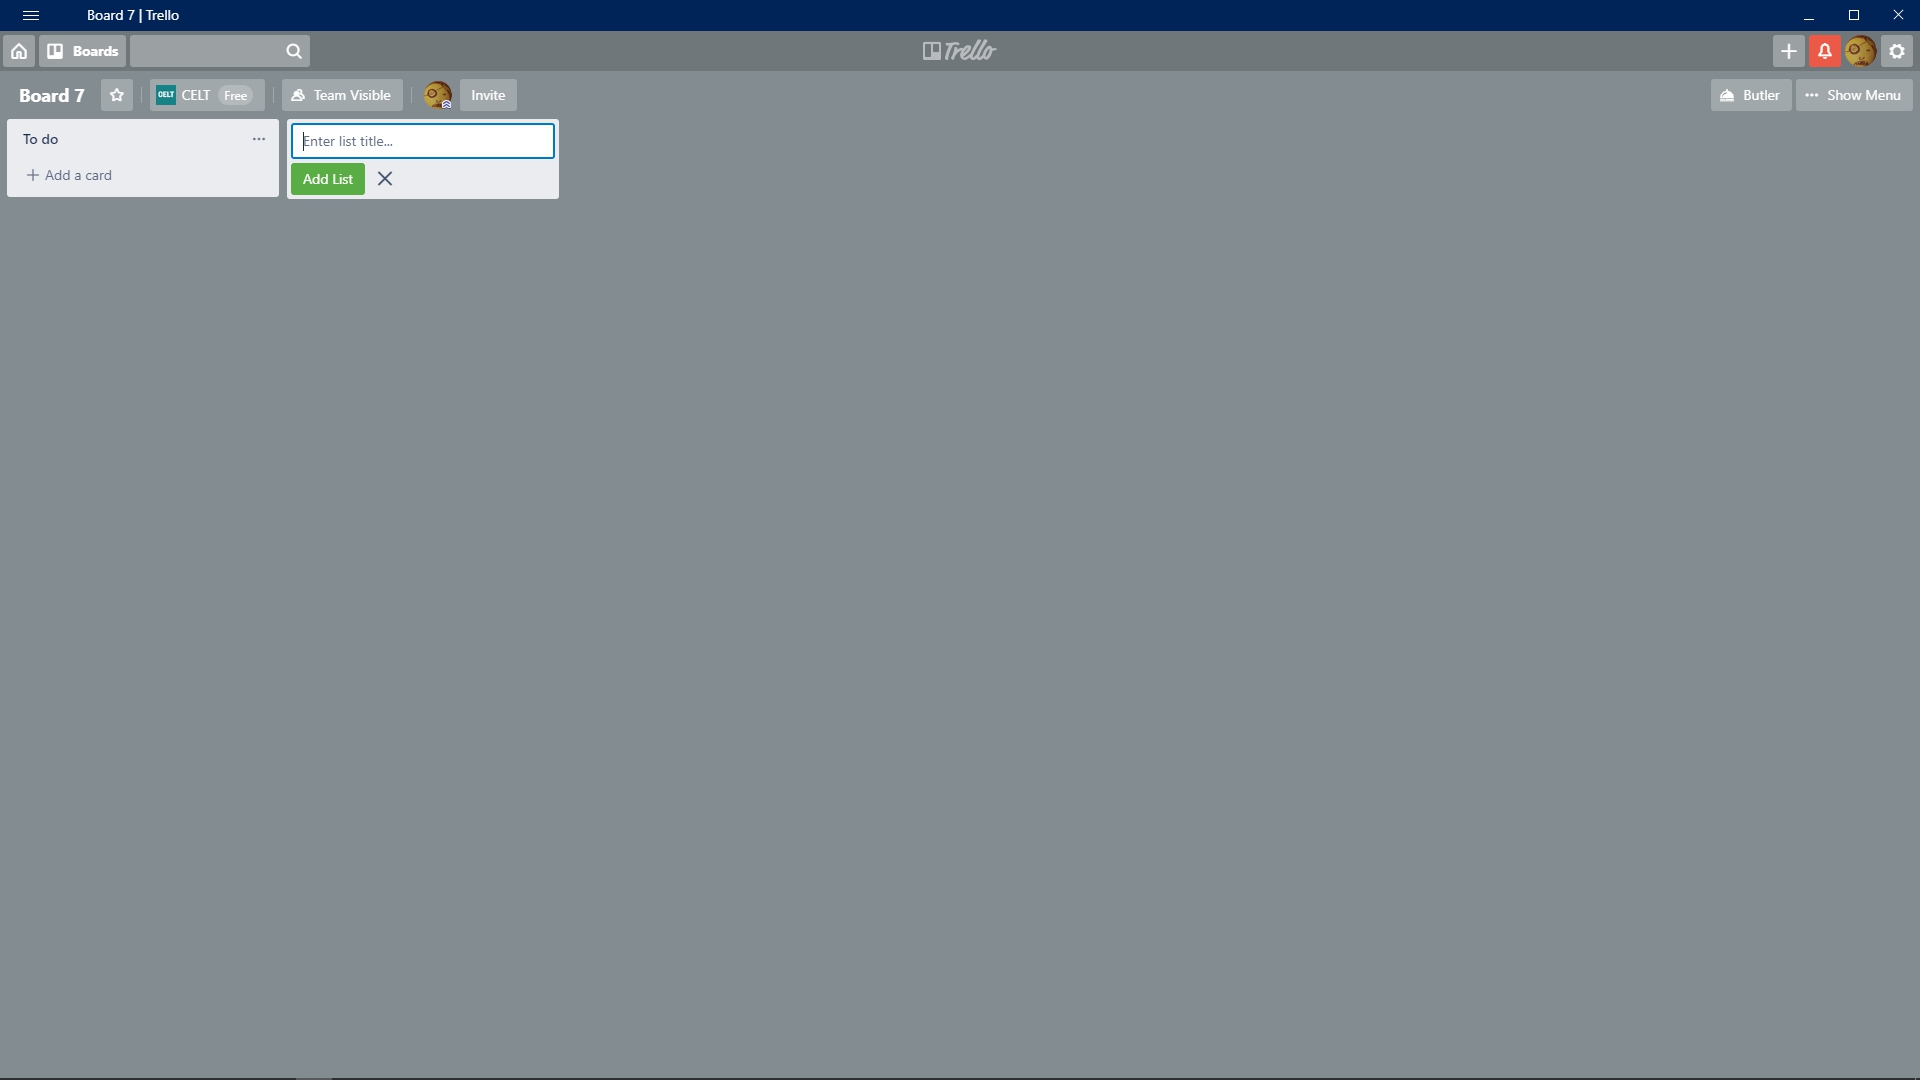 Board 7 | Trello
Boards
Trello
Board 7
CELT CELT Free
Team Visible
Invite
Butler
Show Menu
To do
Enter list title...
Add a card
Add List